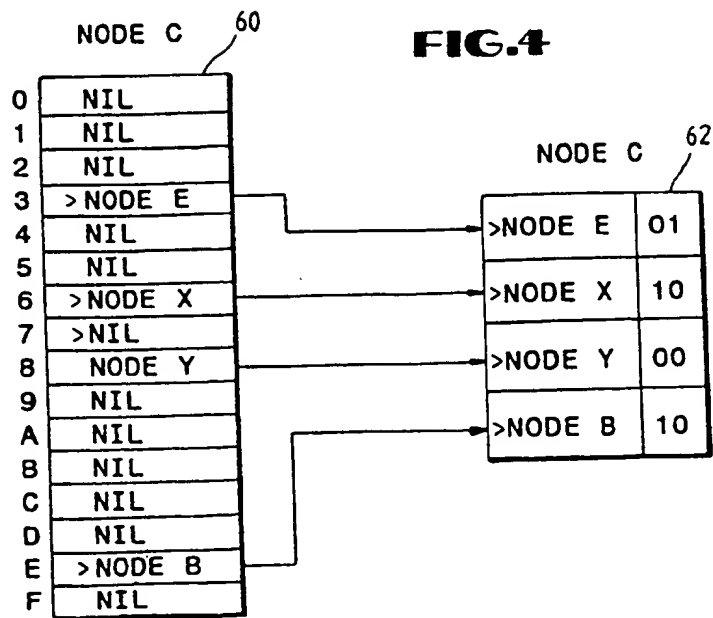 NODE C 60
FIG.4
0 NIL
1 NIL
2 NIL
3 >NODE E
4 NIL
5 NIL
6 >NODE X
7 >NIL
8 NODE Y
9 NIL
A NIL
B NIL
C NIL
D NIL
E >NODE B
F NIL
NODE C 62
>NODE E 01
>NODE X 10
>NODE Y 00
>NODE B 10